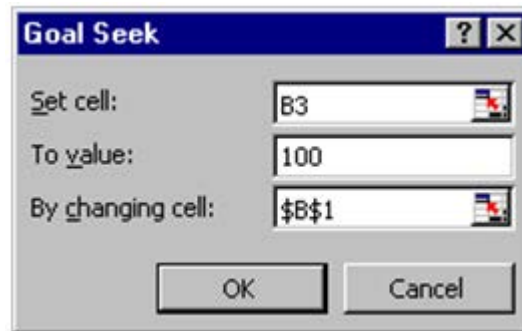 Goal Seek ? ×
Set cell: B3
To value: 100
By changing cell: $B$1
OK Cancel